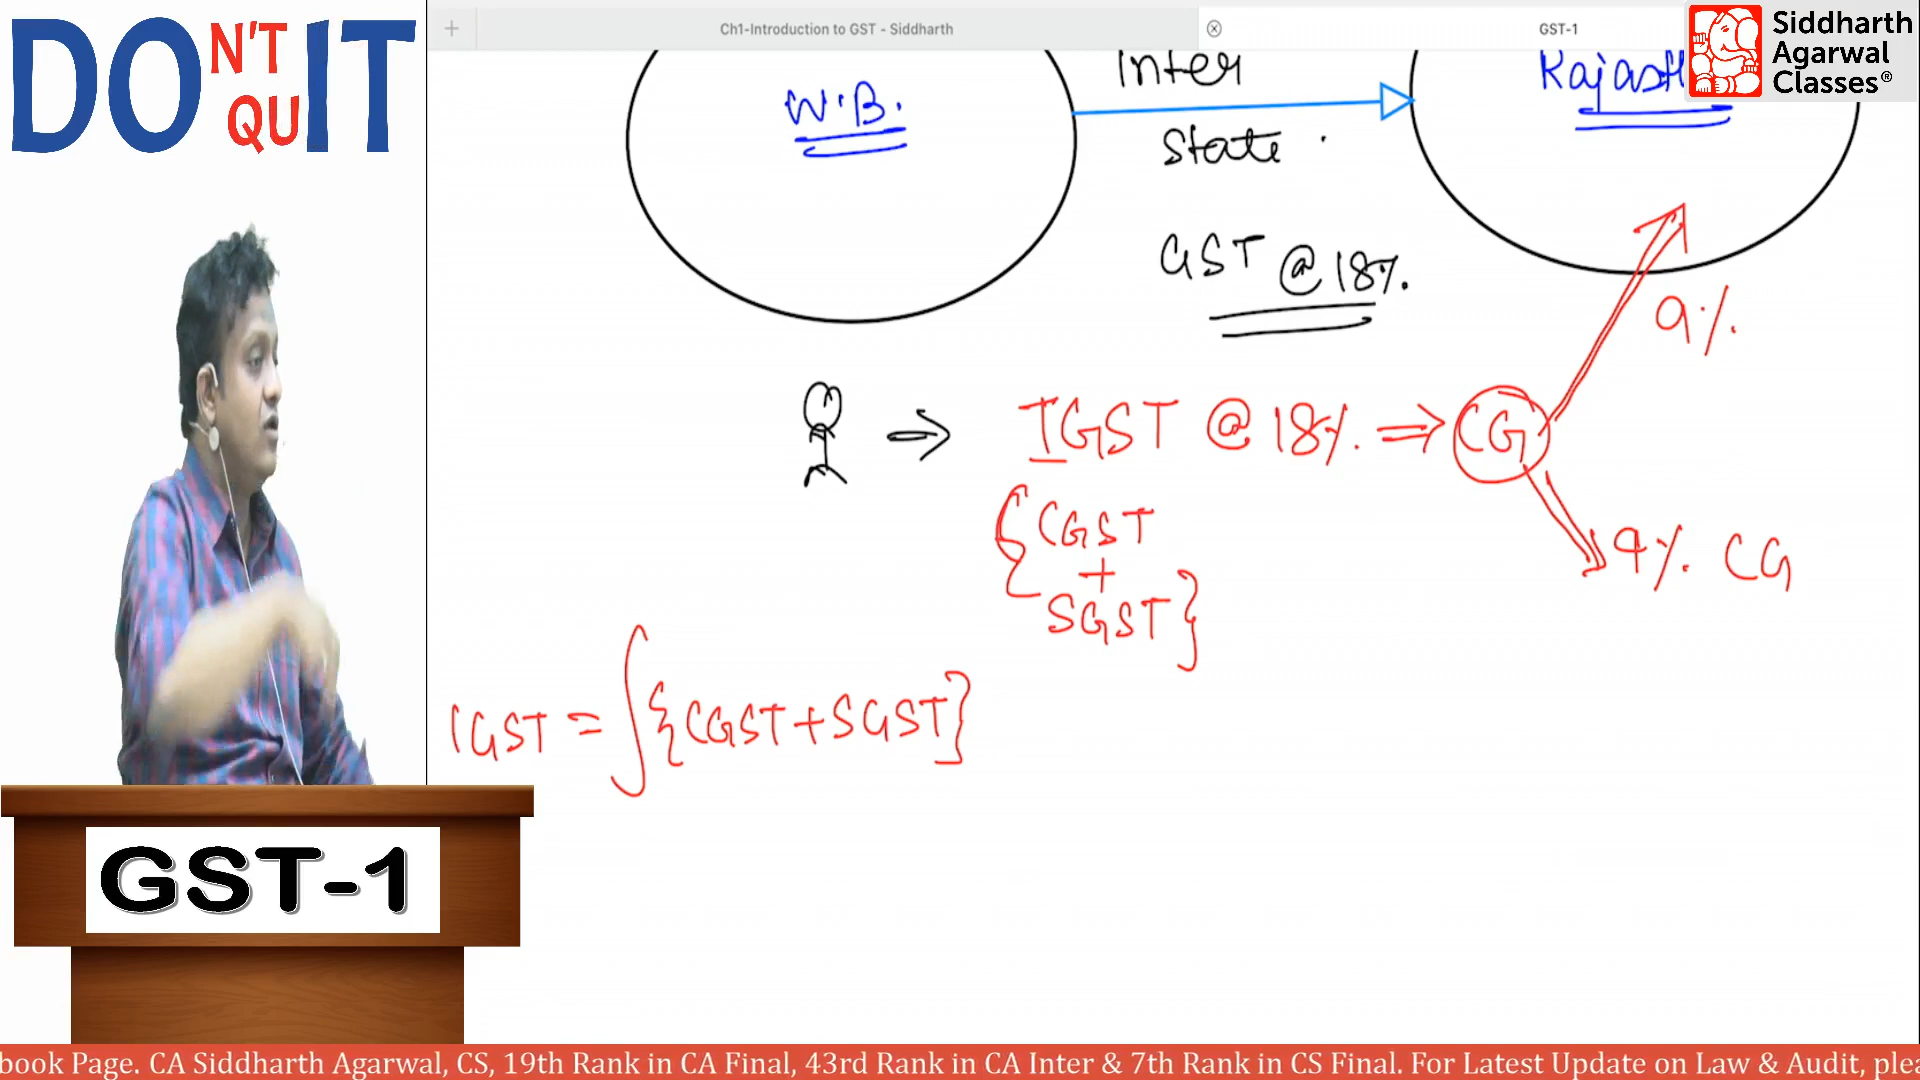 DON'T QUIT
Ch1-Introduction to GST - Siddharth
GST-1
Siddharth
Agarwal
Classes®
W.B.
Inter
State
GST @ 18%.
9%.
IGST @ 18%. ⇒ CG
{CGST
+
SGST}
9%. CG
IGST = ∫{CGST+SGST}
GST-1
book Page. CA Siddharth Agarwal, CS, 19th Rank in CA Final, 43rd Rank in CA Inter & 7th Rank in CS Final. For Latest Update on Law & Audit,